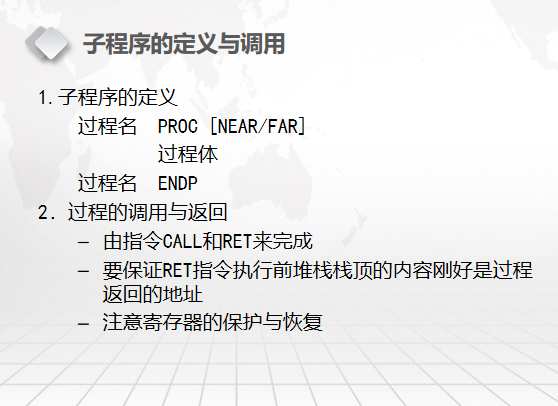 子程序的定义与调用
1.子程序的定义
过程名 PROC [NEAR/FAR]
过程体
过程名 ENDP
2. 过程的调用与返回
– 由指令CALL和RET来完成
– 要保证RET指令执行前堆栈栈顶的内容刚好是过程
返回的地址
– 注意寄存器的保护与恢复